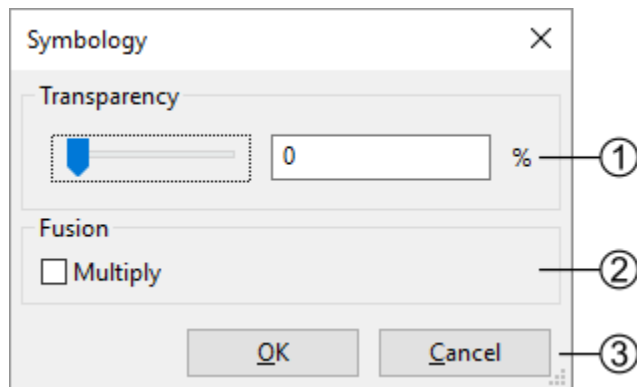 Symbology
Transparency
0 % 1
Fusion
Multiply 2
OK Cancel 3